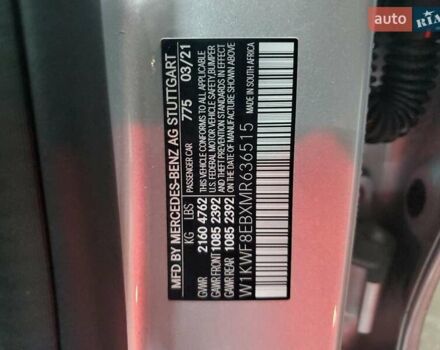 MFD BY MERCEDES-BENZ AG STUTTGART
PASSENGER CAR 775 03/21
KG LBS
GVWR 2160 4762
GAWR FRONT 1085 2392
GAWR REAR 1085 2392
THIS VEHICLE CONFORMS TO ALL APPLICABLE
U.S. FEDERAL MOTOR VEHICLE SAFETY, BUMPER
AND THEFT PREVENTION STANDARDS IN EFFECT
ON THE DATE OF MANUFACTURE SHOWN ABOVE
W1KWF8EBXMR636515
MADE IN SOUTH AFRICA
AUTO
RIA